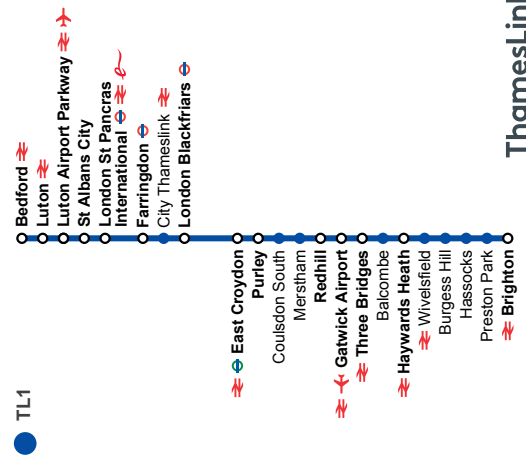 TL1
Bedford
Luton
Luton Airport Parkway
St Albans City
London St Pancras
International
Farringdon
City Thameslink
London Blackfriars
East Croydon
Purley
Coulsdon South
Merstham
Redhill
Gatwick Airport
Three Bridges
Balcombe
Haywards Heath
Wivelsfield
Burgess Hill
Hassocks
Preston Park
Brighton
ThamesLink